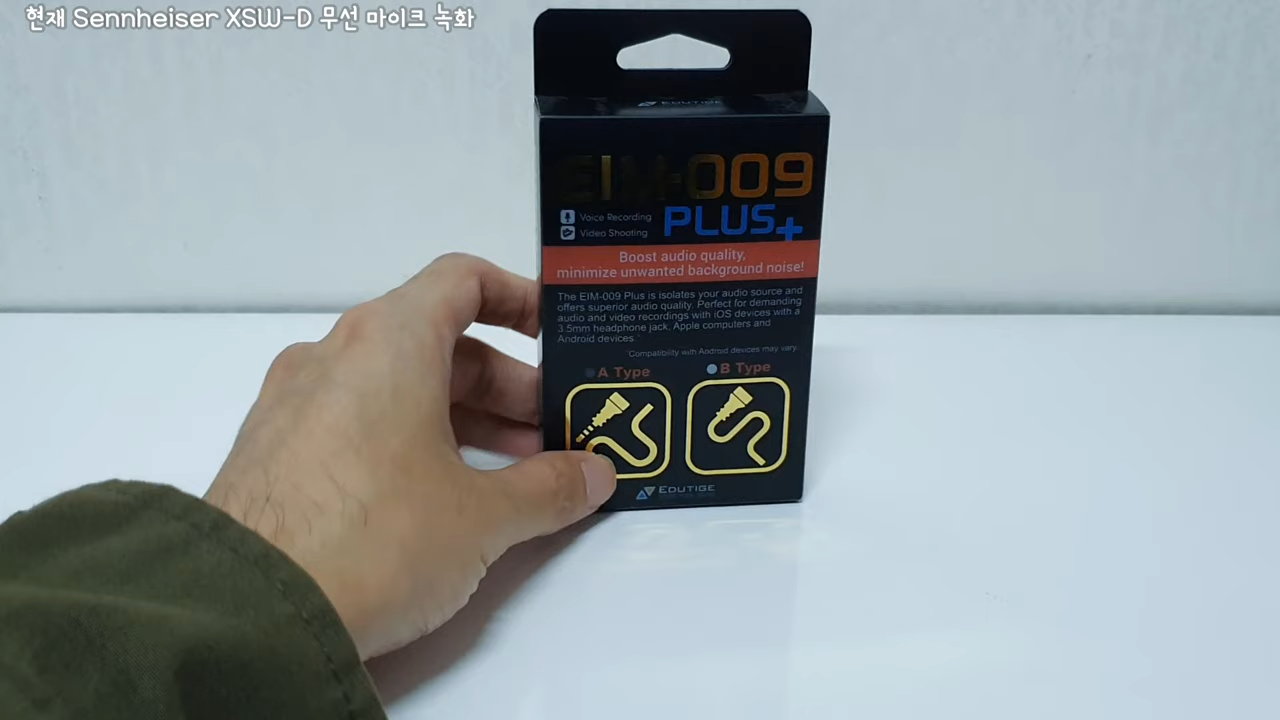 현재 Sennheiser XSW-D 무선 마이크 녹화
EDUTIGE
EIM-009
PLUS+
Voice Recording
Video Shooting
Boost audio quality,
minimize unwanted background noise!
The EIM-009 Plus is isolates your audio source and
offers superior audio quality. Perfect for demanding
audio and video recordings with iOS devices with a
3.5mm headphone jack, Apple computers and
Android devices.*
*Compatibility with Android devices may vary.
A Type
B Type
EDUTIGE